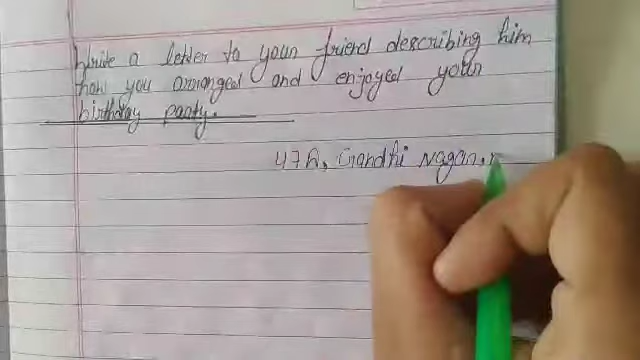 Write a letter to your friend describing him
how you arranged and enjoyed your
birthday party.
47A, Gandhi Nagar.